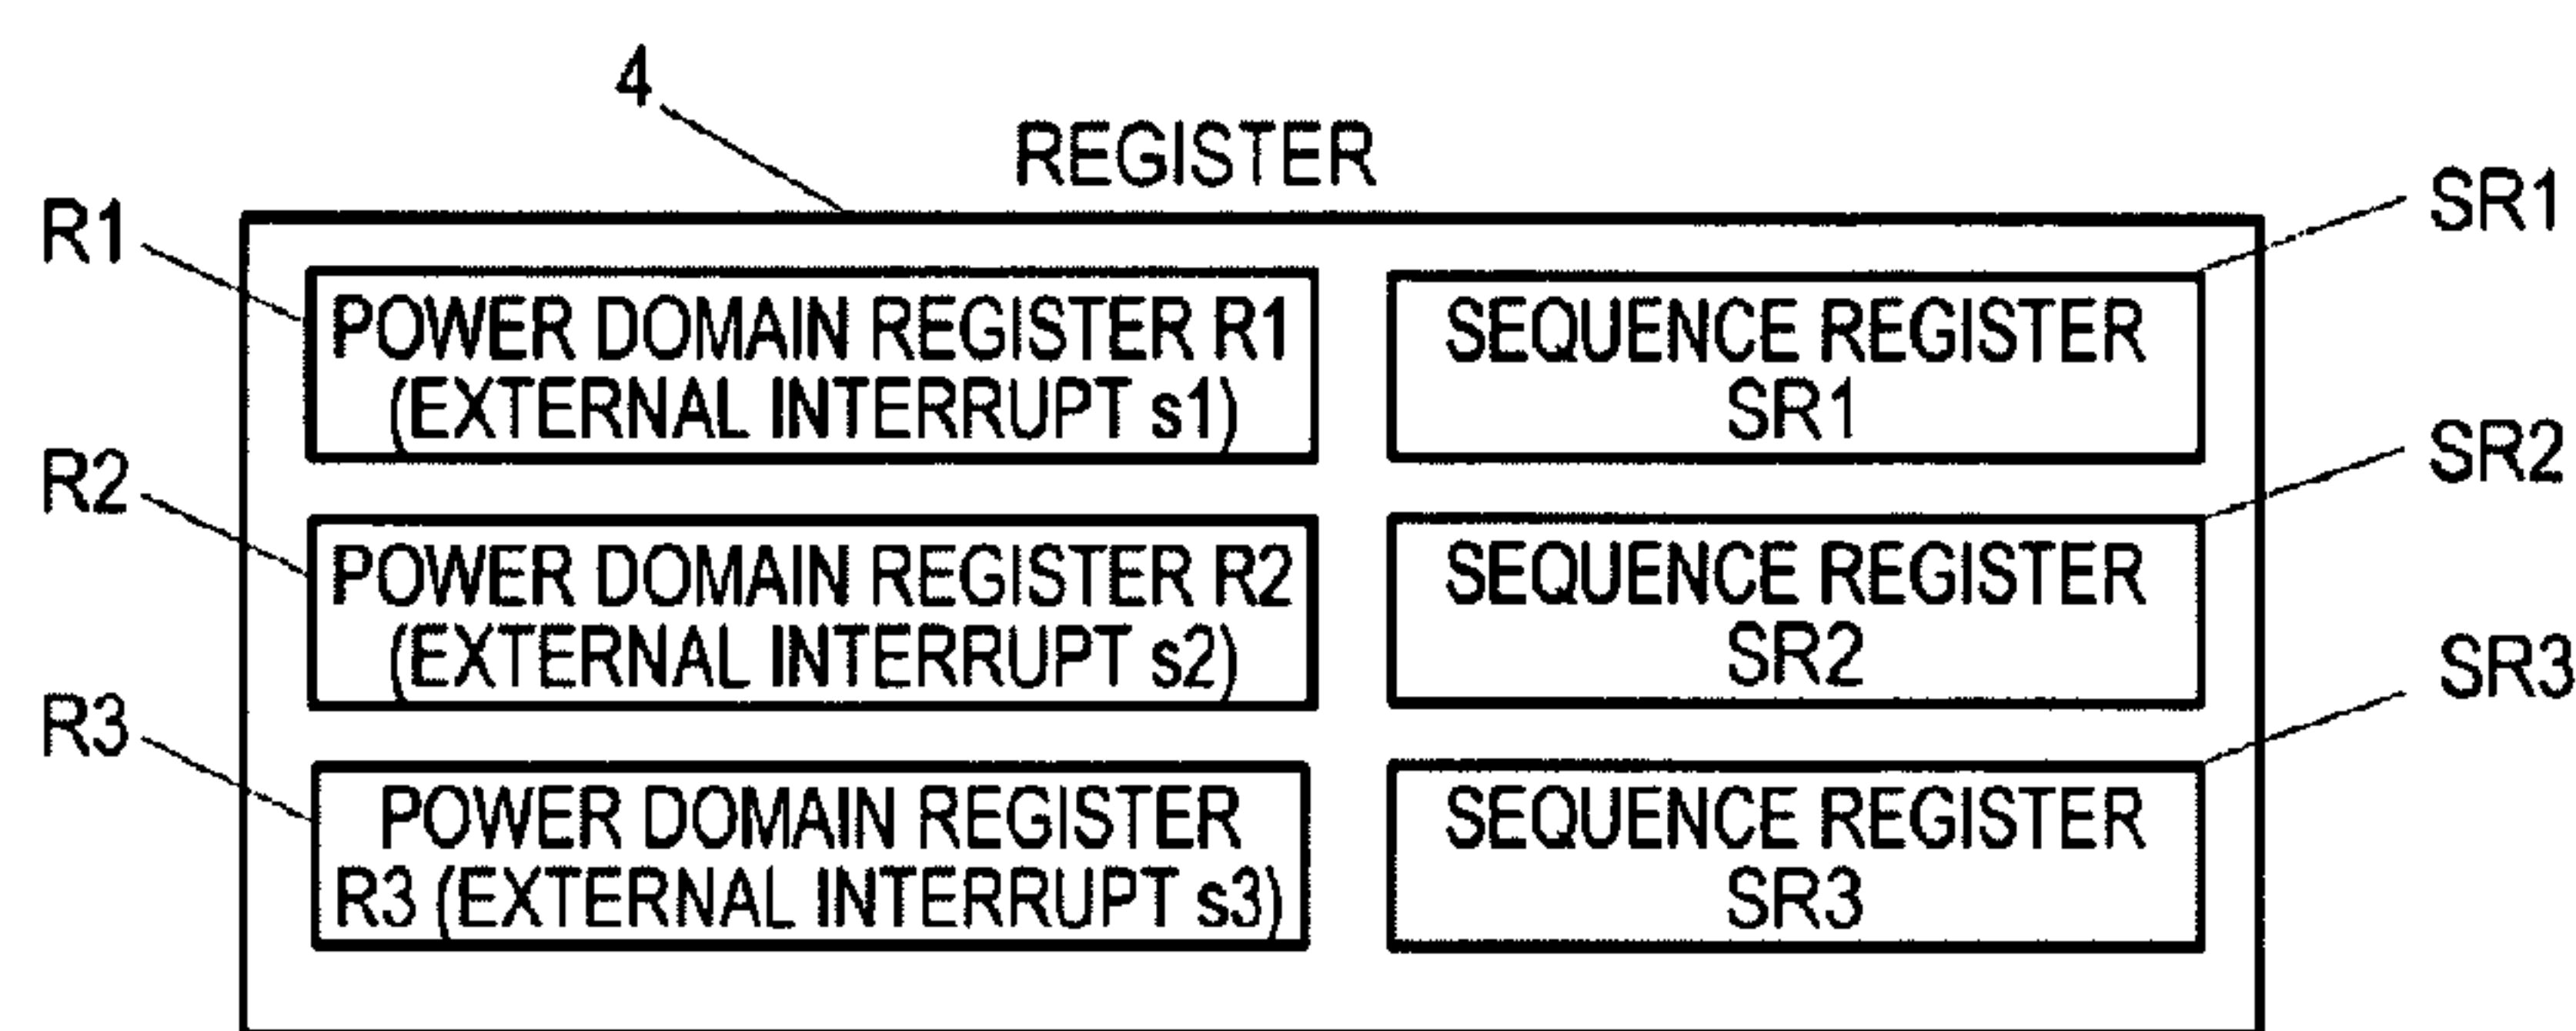 4
REGISTER
R1
POWER DOMAIN REGISTER R1
(EXTERNAL INTERRUPT s1)
SEQUENCE REGISTER
SR1
SR1
R2
POWER DOMAIN REGISTER R2
(EXTERNAL INTERRUPT s2)
SEQUENCE REGISTER
SR2
SR2
R3
POWER DOMAIN REGISTER
R3 (EXTERNAL INTERRUPT s3)
SEQUENCE REGISTER
SR3
SR3